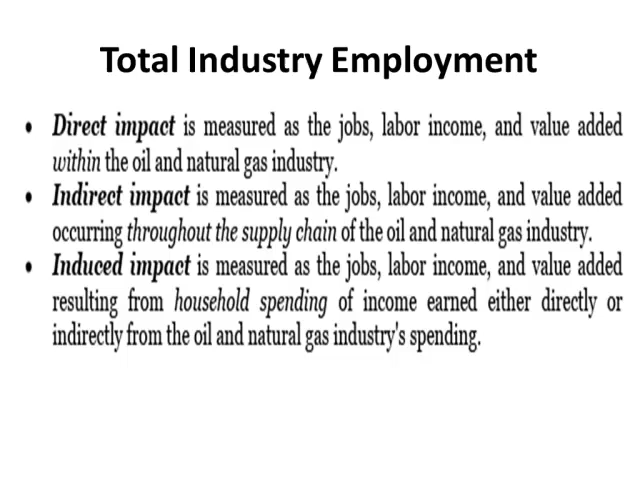 Total Industry Employment
• Direct impact is measured as the jobs, labor income, and value added
within the oil and natural gas industry.
• Indirect impact is measured as the jobs, labor income, and value added
occurring throughout the supply chain of the oil and natural gas industry.
• Induced impact is measured as the jobs, labor income, and value added
resulting from household spending of income earned either directly or
indirectly from the oil and natural gas industry's spending.